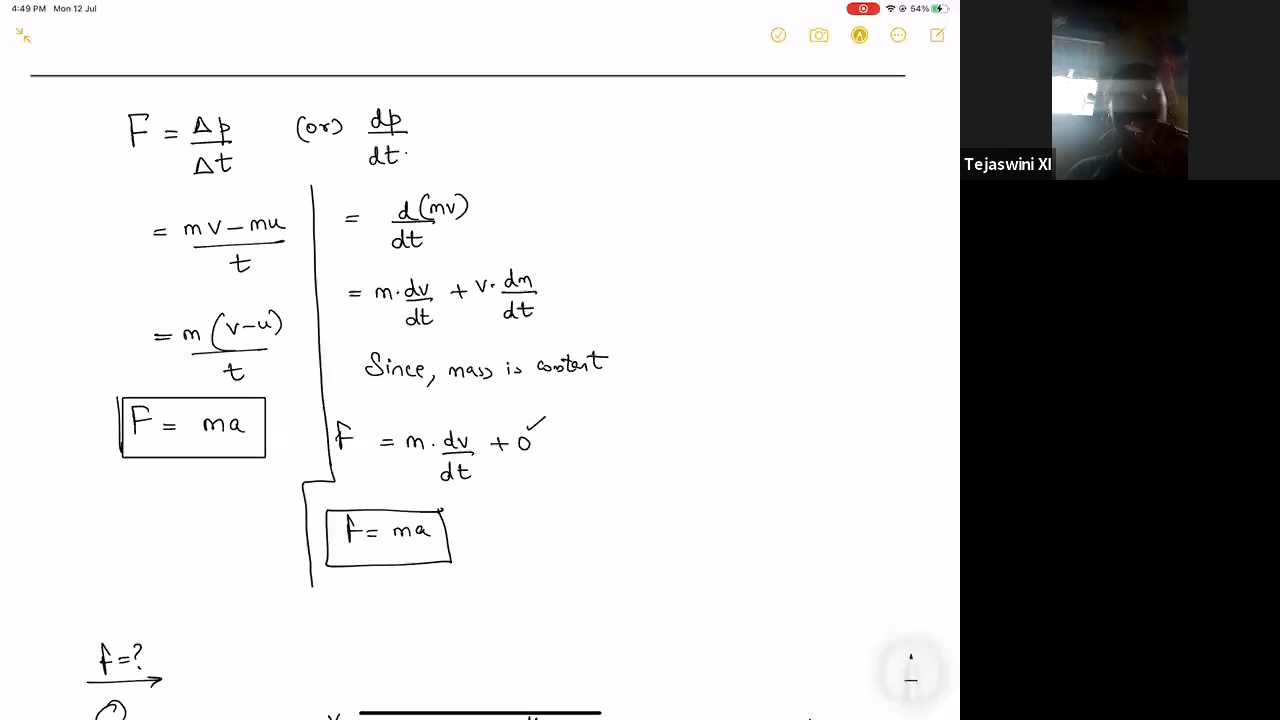 4:49 PM Mon 12 Jul
54%
F = Δp/Δt (or) dp/dt.
= mv - mu / t
= m (v-u) / t
F = ma
= d(mv)/dt
= m· dv/dt + v· dm/dt
Since, mass is constant
F = m· dv/dt + 0 ✓
F = ma
f = ?
Tejaswini XI